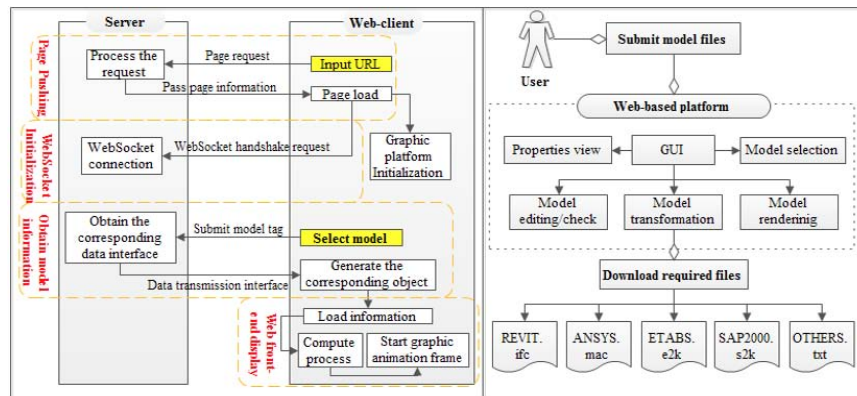 Server
Web-client
Page Pushing
Process the
request
Page request
Input URL
Pass page information
Page load
WebSocket
Initialization
WebSocket
connection
WebSocket handshake request
Graphic
platform
Initialization
Obtain model
information
Obtain the
corresponding
data interface
Submit model tag
Select model
Data transmission interface
Generate the
corresponding object
Web front-
end display
Load information
Compute
process
Start graphic
animation frame
User
Submit model files
Web-based platform
Properties view
GUI
Model selection
Model
editing/check
Model
transformation
Model
renderinig
Download required files
REVIT.
ifc
ANSYS.
mac
ETABS.
e2k
SAP2000.
s2k
OTHERS.
txt